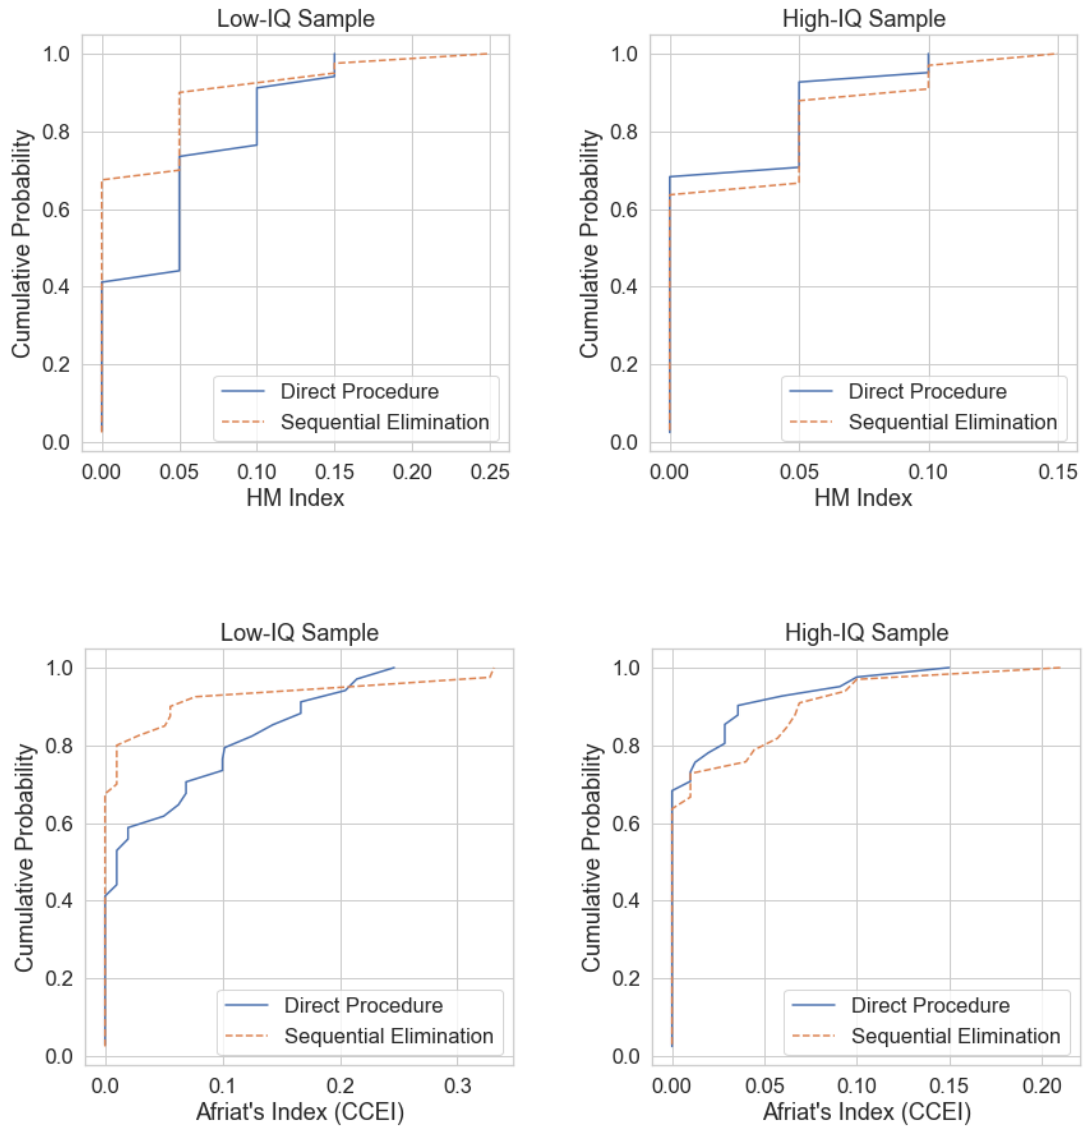 Low-IQ Sample
High-IQ Sample
1.0
0.8
0.6
0.4
0.2
0.0
Cumulative Probability
Direct Procedure
Sequential Elimination
0.00 0.05 0.10 0.15 0.20 0.25
HM Index
1.0
0.8
0.6
0.4
0.2
0.0
Cumulative Probability
Direct Procedure
Sequential Elimination
0.00 0.05 0.10 0.15
HM Index
Low-IQ Sample
High-IQ Sample
1.0
0.8
0.6
0.4
0.2
0.0
Cumulative Probability
Direct Procedure
Sequential Elimination
0.0 0.1 0.2 0.3
Afriat's Index (CCEI)
1.0
0.8
0.6
0.4
0.2
0.0
Cumulative Probability
Direct Procedure
Sequential Elimination
0.00 0.05 0.10 0.15 0.20
Afriat's Index (CCEI)